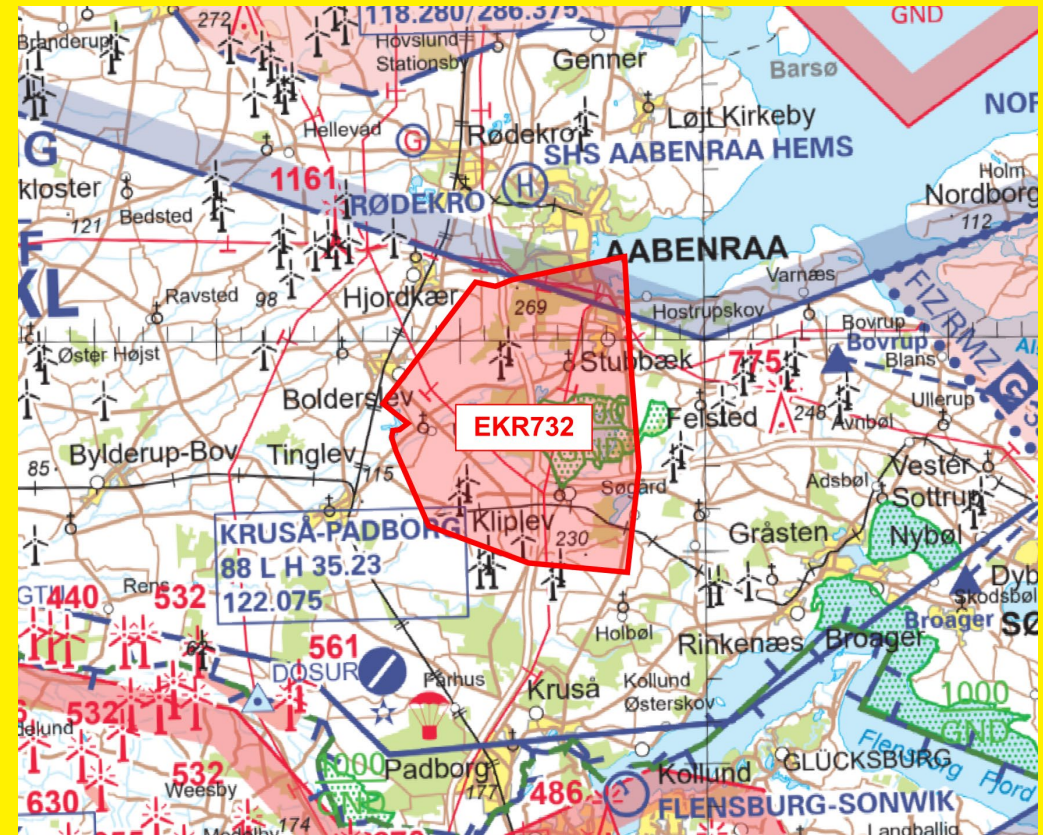 272
118.280/286.375
GND
Branderup
Hovslund
Stationsby
Genner
Barsø
Hellevad
G
Rødekro
Løjt Kirkeby
SHS AABENRAA HEMS
H
G
kloster
1161
Holm
Nordborg
121
Bedsted
RØDEKRO
112
F
KL
AABENRAA
Varnæs
Ravsted
98
Hjordkær
269
Hostrupskov
FIZ/RMZ
Bovrup
Bovrup
Blans
Øster Højst
Stubbæk
775
G
Bolderslev
EKR732
Felsted
248
Avnbøl
Ullerup
85
Bylderup-Bov
Tinglev
115
Søgård
Adsbøl
Vester
Sottrup
KRUSÅ-PADBORG
88 L H 35.23
122.075
Kliplev
230
Gråsten
Nybøl
440
532
Rens
Skodsbøl
Broager
Holbøl
Rinkenæs
Broager
561
DOSUR
Pårhus
Kruså
Kollund
Østerskov
1000
GND
532
532
Weesby
Padborg
177
Kollund
GLÜCKSBURG
Flensborg Fjord
630
174
486
FLENSBURG-SONWIK
Langballig